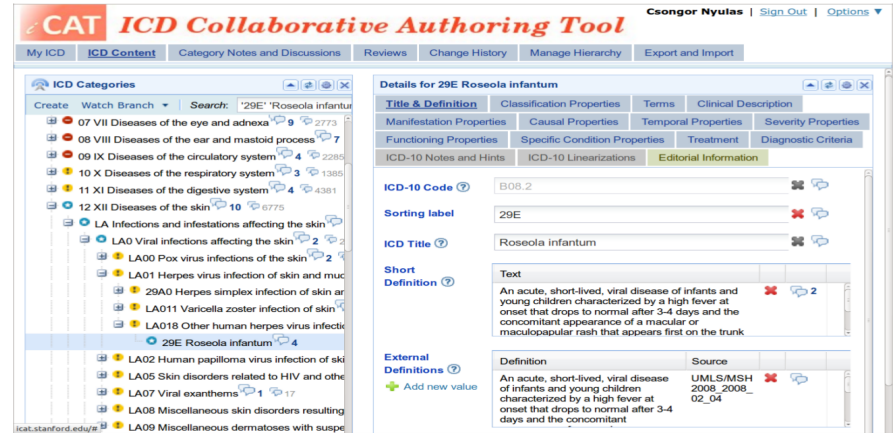 iCAT ICD Collaborative Authoring Tool
Csongor Nyulas | Sign Out | Options ▼
My ICD ICD Content Category Notes and Discussions Reviews Change History Manage Hierarchy Export and Import
ICD Categories
Create Watch Branch ▼ Search: '29E' 'Roseola infantur
07 VII Diseases of the eye and adnexa 9 2773
08 VIII Diseases of the ear and mastoid process 7
09 IX Diseases of the circulatory system 4 2285
10 X Diseases of the respiratory system 3 1385
11 XI Diseases of the digestive system 4 4381
12 XII Diseases of the skin 10 6775
LA Infections and infestations affecting the skin
LA0 Viral infections affecting the skin 2 2
LA00 Pox virus infections of the skin 2
LA01 Herpes virus infection of skin and muc
29A0 Herpes simplex infection of skin ar
LA011 Varicella zoster infection of skin
LA018 Other human herpes virus infectic
29E Roseola infantum 4
LA02 Human papilloma virus infection of ski
LA05 Skin disorders related to HIV and othe
LA07 Viral exanthems 1 17
LA08 Miscellaneous skin disorders resulting
LA09 Miscellaneous dermatoses with suspe
icat.stanford.edu/#
Details for 29E Roseola infantum
Title & Definition Classification Properties Terms Clinical Description
Manifestation Properties Causal Properties Temporal Properties Severity Properties
Functioning Properties Specific Condition Properties Treatment Diagnostic Criteria
ICD-10 Notes and Hints ICD-10 Linearizations Editorial Information
ICD-10 Code ? B08.2
Sorting label 29E
ICD Title ? Roseola infantum
Short
Definition ?
Text
An acute, short-lived, viral disease of infants and
young children characterized by a high fever at
onset that drops to normal after 3-4 days and the
concomitant appearance of a macular or
maculopapular rash that appears first on the trunk
2
External
Definitions ?
Add new value
Definition Source
An acute, short-lived, viral disease
of infants and young children
characterized by a high fever at
onset that drops to normal after 3-4
days and the concomitant
UMLS/MSH
2008_2008_
02_04